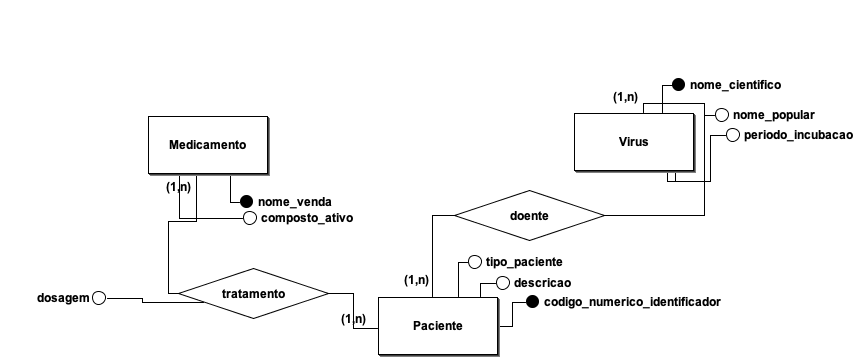 nome_cientifico
(1,n)
nome_popular
Virus
periodo_incubacao
Medicamento
(1,n)
nome_venda
composto_ativo
doente
tipo_paciente
(1,n)
descricao
dosagem
tratamento
codigo_numerico_identificador
(1,n)
Paciente